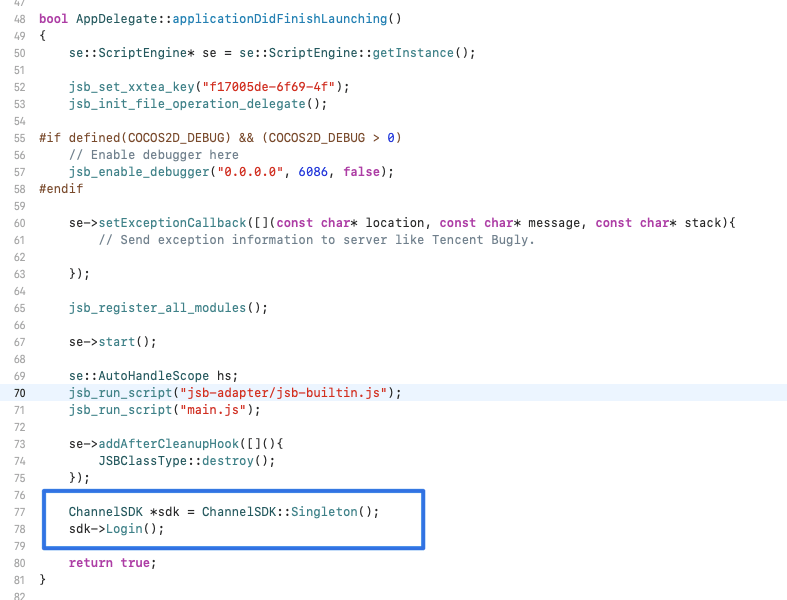 47
48 bool AppDelegate::applicationDidFinishLaunching()
49 {
50     se::ScriptEngine* se = se::ScriptEngine::getInstance();
51
52     jsb_set_xxtea_key("f17005de-6f69-4f");
53     jsb_init_file_operation_delegate();
54
55 #if defined(COCOS2D_DEBUG) && (COCOS2D_DEBUG > 0)
56     // Enable debugger here
57     jsb_enable_debugger("0.0.0.0", 6086, false);
58 #endif
59
60     se->setExceptionCallback([](const char* location, const char* message, const char* stack){
61         // Send exception information to server like Tencent Bugly.
62
63     });
64
65     jsb_register_all_modules();
66
67     se->start();
68
69     se::AutoHandleScope hs;
70     jsb_run_script("jsb-adapter/jsb-builtin.js");
71     jsb_run_script("main.js");
72
73     se->addAfterCleanupHook([](){
74         JSBClassType::destroy();
75     });
76
77     ChannelSDK *sdk = ChannelSDK::Singleton();
78     sdk->Login();
79
80     return true;
81 }
82